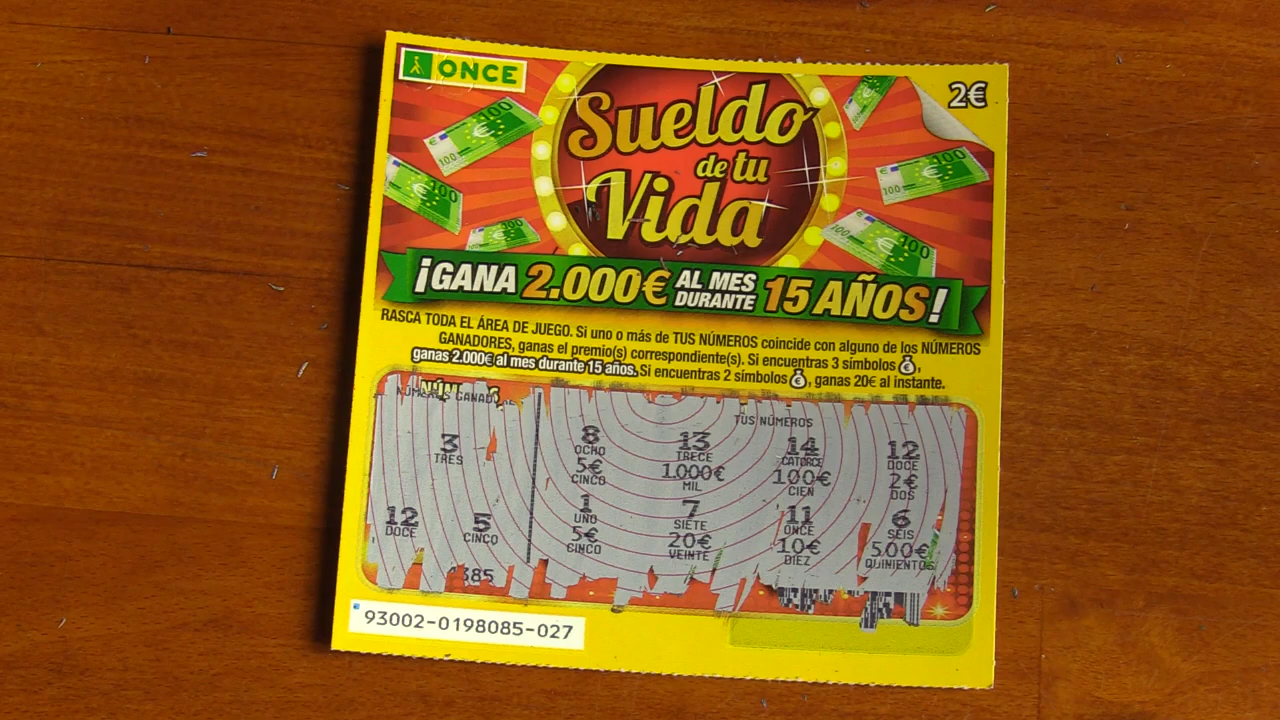 ONCE
2€
Sueldo
de tu
Vida
¡GANA 2.000€ AL MES DURANTE 15 AÑOS!
RASCA TODA EL ÁREA DE JUEGO. Si uno o más de TUS NÚMEROS coincide con alguno de los NÚMEROS
GANADORES, ganas el premio(s) correspondiente(s). Si encuentras 3 símbolos ,
ganas 2.000€ al mes durante 15 años. Si encuentras 2 símbolos , ganas 20€ al instante.
NÚMEROS
TUS NÚMEROS
3
TRES
12
DOCE
5
CINCO
385
8
OCHO
5€
CINCO
13
TRECE
1.000€
MIL
14
CATORCE
100€
CIEN
12
DOCE
2€
DOS
1
UNO
5€
CINCO
7
SIETE
20€
VEINTE
11
ONCE
10€
DIEZ
6
SEIS
500€
QUINIENTOS
93002-0198085-027